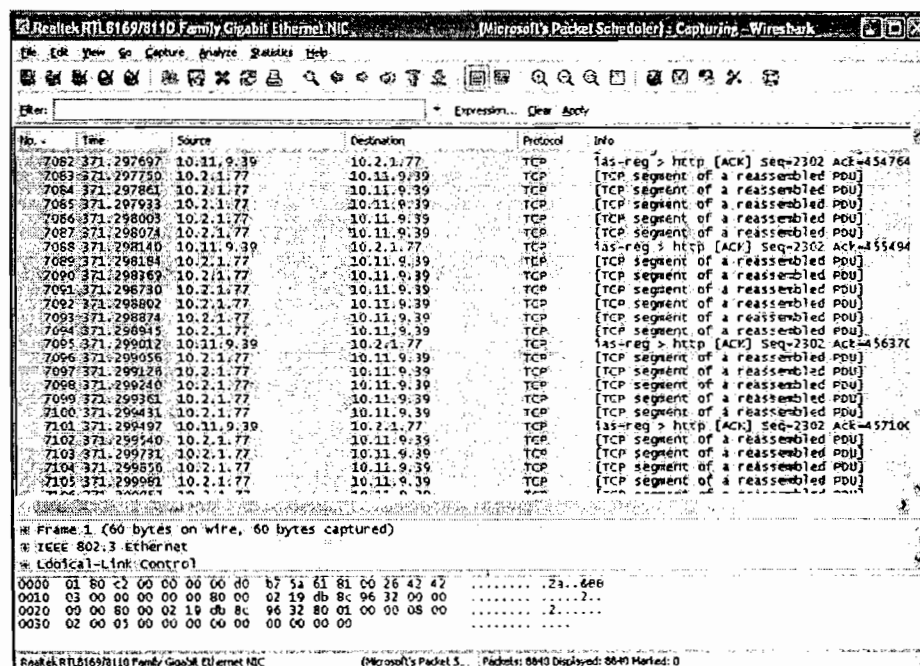 Realtek RTL8169/8110 Family Gigabit Ethernet NIC (Microsoft's Packet Scheduler) : Capturing - Wireshark
File Edit View Go Capture Analyze Statistics Help
Filter: Expression... Clear Apply
No. Time Source Destination Protocol Info
7082 371.297697 10.11.9.39 10.2.1.77 TCP ias-reg > http [ACK] Seq=2302 Ack=454764
7083 371.297750 10.2.1.77 10.11.9.39 TCP [TCP segment of a reassembled PDU]
7084 371.297861 10.2.1.77 10.11.9.39 TCP [TCP segment of a reassembled PDU]
7085 371.297933 10.2.1.77 10.11.9.39 TCP [TCP segment of a reassembled PDU]
7086 371.298003 10.2.1.77 10.11.9.39 TCP [TCP segment of a reassembled PDU]
7087 371.298074 10.2.1.77 10.11.9.39 TCP [TCP segment of a reassembled PDU]
7088 371.298140 10.11.9.39 10.2.1.77 TCP ias-reg > http [ACK] Seq=2302 Ack=455494
7089 371.298184 10.2.1.77 10.11.9.39 TCP [TCP segment of a reassembled PDU]
7090 371.298369 10.2.1.77 10.11.9.39 TCP [TCP segment of a reassembled PDU]
7091 371.298730 10.2.1.77 10.11.9.39 TCP [TCP segment of a reassembled PDU]
7092 371.298802 10.2.1.77 10.11.9.39 TCP [TCP segment of a reassembled PDU]
7093 371.298874 10.2.1.77 10.11.9.39 TCP [TCP segment of a reassembled PDU]
7094 371.298945 10.2.1.77 10.11.9.39 TCP [TCP segment of a reassembled PDU]
7095 371.299012 10.11.9.39 10.2.1.77 TCP ias-reg > http [ACK] Seq=2302 Ack=45637
7096 371.299056 10.2.1.77 10.11.9.39 TCP [TCP segment of a reassembled PDU]
7097 371.299126 10.2.1.77 10.11.9.39 TCP [TCP segment of a reassembled PDU]
7098 371.299240 10.2.1.77 10.11.9.39 TCP [TCP segment of a reassembled PDU]
7099 371.299361 10.2.1.77 10.11.9.39 TCP [TCP segment of a reassembled PDU]
7100 371.299431 10.2.1.77 10.11.9.39 TCP [TCP segment of a reassembled PDU]
7101 371.299497 10.11.9.39 10.2.1.77 TCP ias-reg > http [ACK] Seq=2302 Ack=45710
7102 371.299540 10.2.1.77 10.11.9.39 TCP [TCP segment of a reassembled PDU]
7103 371.299731 10.2.1.77 10.11.9.39 TCP [TCP segment of a reassembled PDU]
7104 371.299856 10.2.1.77 10.11.9.39 TCP [TCP segment of a reassembled PDU]
7105 371.299981 10.2.1.77 10.11.9.39 TCP [TCP segment of a reassembled PDU]
Frame 1 (60 bytes on wire, 60 bytes captured)
IEEE 802.3 Ethernet
Logical-Link Control
0000 01 80 c2 00 00 00 00 d0 b7 5a 61 81 00 26 42 42 ........ .Za..&BB
0010 03 00 00 00 00 00 80 00 02 19 db 8c 96 32 00 00 ........ .....2..
0020 00 00 80 00 02 19 db 8c 96 32 80 01 00 00 08 00 ........ .2......
0030 02 00 05 00 00 00 00 00 00 00 00 00 ........ ....
Realtek RTL8169/8110 Family Gigabit Ethernet NIC (Microsoft's Packet S... Packets: 8843 Displayed: 8843 Marked: 0